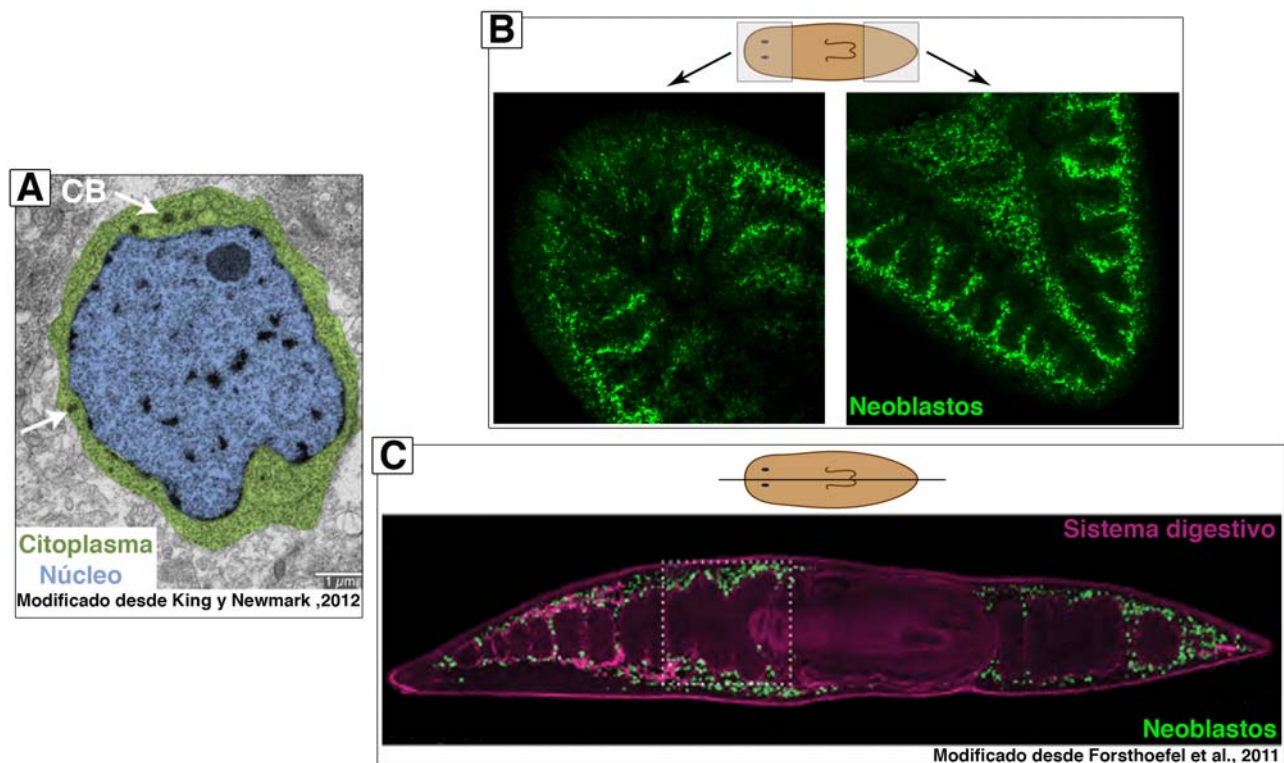 A
CB
Citoplasma
Núcleo
1 µm
Modificado desde King y Newmark ,2012
B
Neoblastos
C
Sistema digestivo
Neoblastos
Modificado desde Forsthoefel et al., 2011